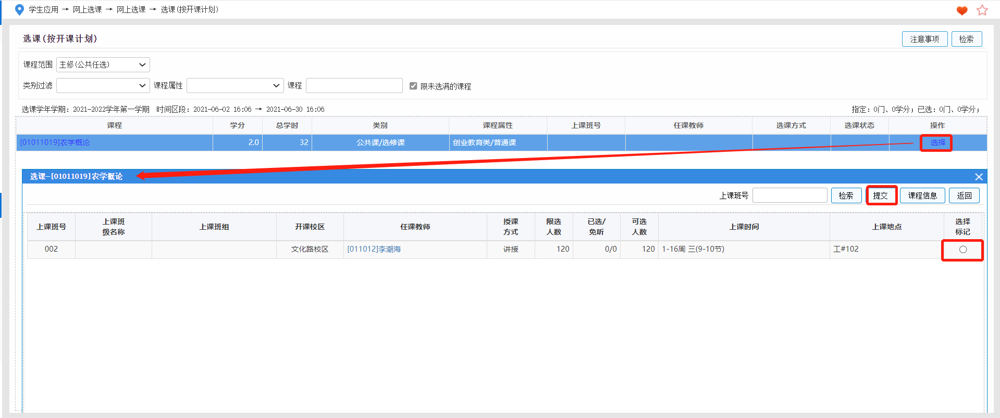 学生应用 → 网上选课 → 网上选课 → 选课(按开课计划)
选课(按开课计划)
注意事项 检索
课程范围 主修(公共任选)
类别过滤 课程属性 课程 限未选满的课程
选课学年学期：2021-2022学年第一学期 时间区段：2021-06-02 16:06 → 2021-06-30 16:06 指定：0门、0学分；已选：0门、0学分；
课程 学分 总学时 类别 课程属性 上课班号 任课教师 选课方式 选课状态 操作
[01011019]农学概论 2.0 32 公共课/选修课 创业教育类/普通课 选择
选课-[01011019]农学概论
上课班号 检索 提交 课程信息 返回
上课班号 上课班级名称 上课班组 开课校区 任课教师 授课方式 限选人数 已选/免听 可选人数 上课时间 上课地点 选择标记
002 文化路校区 [011012]李潮海 讲授 120 0/0 120 1-16周 三(9-10节) 工#102